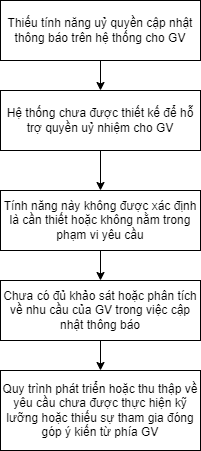 Thiếu tính năng uỷ quyền cập nhật
thông báo trên hệ thống cho GV
Hệ thống chưa được thiết kế để hỗ
trợ quyền uỷ nhiệm cho GV
Tính năng này không được xác định
là cần thiết hoặc không nằm trong
phạm vi yêu cầu
Chưa có đủ khảo sát hoặc phân tích
về nhu cầu của GV trong việc cập
nhật thông báo
Quy trình phát triển hoặc thu thập về
yêu cầu chưa được thực hiện kỹ
lưỡng hoặc thiếu sự tham gia đóng
góp ý kiến từ phía GV